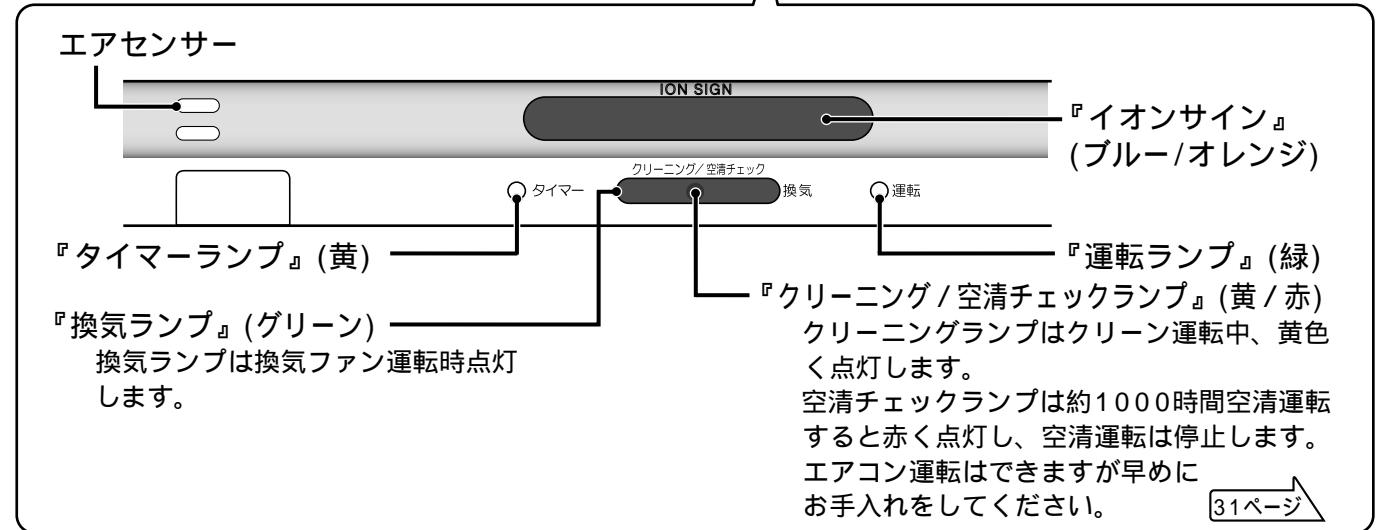 エアセンサー
ION SIGN
『イオンサイン』
(ブルー/オレンジ)
クリーニング/空清チェック
タイマー
換気
運転
『タイマーランプ』(黄)
『運転ランプ』(緑)
『クリーニング/空清チェックランプ』(黄/赤)
クリーニングランプはクリーン運転中、黄色
く点灯します。
空清チェックランプは約1000時間空清運転
すると赤く点灯し、空清運転は停止します。
エアコン運転はできますが早めに
お手入れをしてください。
31ページ
『換気ランプ』(グリーン)
換気ランプは換気ファン運転時点灯
します。